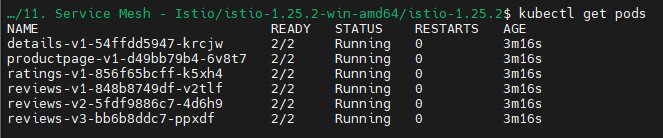 …/11. Service Mesh - Istio/istio-1.25.2-win-amd64/istio-1.25.2$ kubectl get pods
NAME READY STATUS RESTARTS AGE
details-v1-54ffdd5947-krcjw 2/2 Running 0 3m16s
productpage-v1-d49bb79b4-6v8t7 2/2 Running 0 3m16s
ratings-v1-856f65bcff-k5xh4 2/2 Running 0 3m16s
reviews-v1-848b8749df-v2tlf 2/2 Running 0 3m16s
reviews-v2-5fdf9886c7-4d6h9 2/2 Running 0 3m16s
reviews-v3-bb6b8ddc7-ppxdf 2/2 Running 0 3m16s